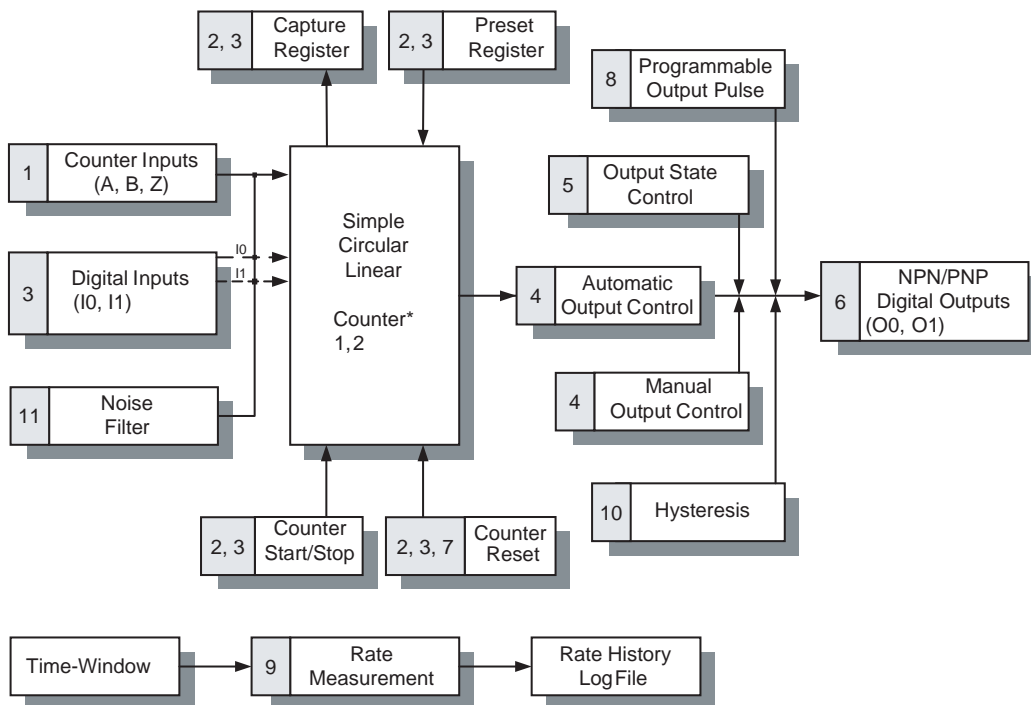 2, 3
Capture
Register
2, 3
Preset
Register
8
Programmable
Output Pulse
1
Counter Inputs
(A, B, Z)
5
Output State
Control
3
Digital Inputs
(I0, I1)
I0
I1
Simple
Circular
Linear
Counter*
1,2
4
Automatic
Output Control
6
NPN/PNP
Digital Outputs
(O0, O1)
11
Noise
Filter
4
Manual
Output Control
2, 3
Counter
Start/Stop
2, 3, 7
Counter
Reset
10
Hysteresis
Time-Window
9
Rate
Measurement
Rate History
Log File